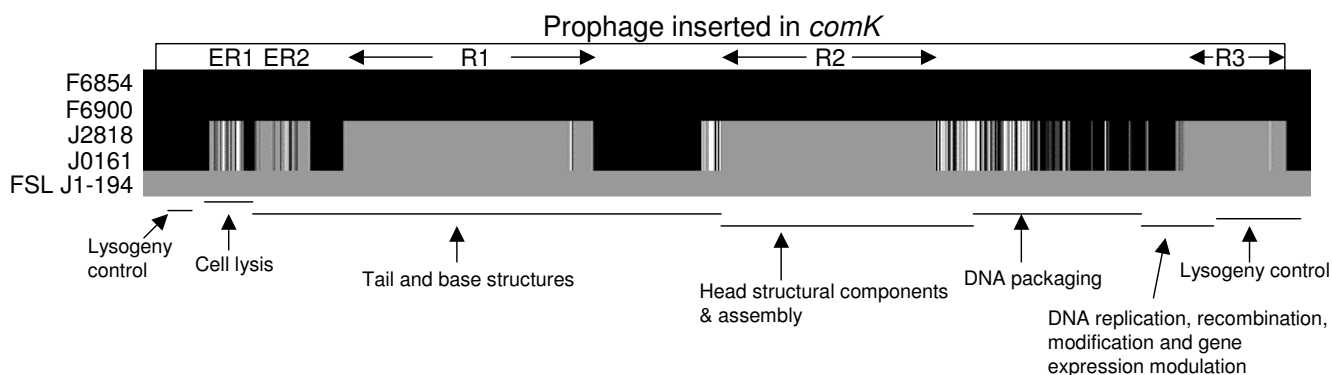 Prophage inserted in comK
ER1 ER2 R1 R2 R3
F6854
F6900
J2818
J0161
FSL J1-194
Lysogeny
control
Cell lysis
Tail and base structures
Head structural components
& assembly
DNA packaging
DNA replication, recombination,
modification and gene
expression modulation
Lysogeny control